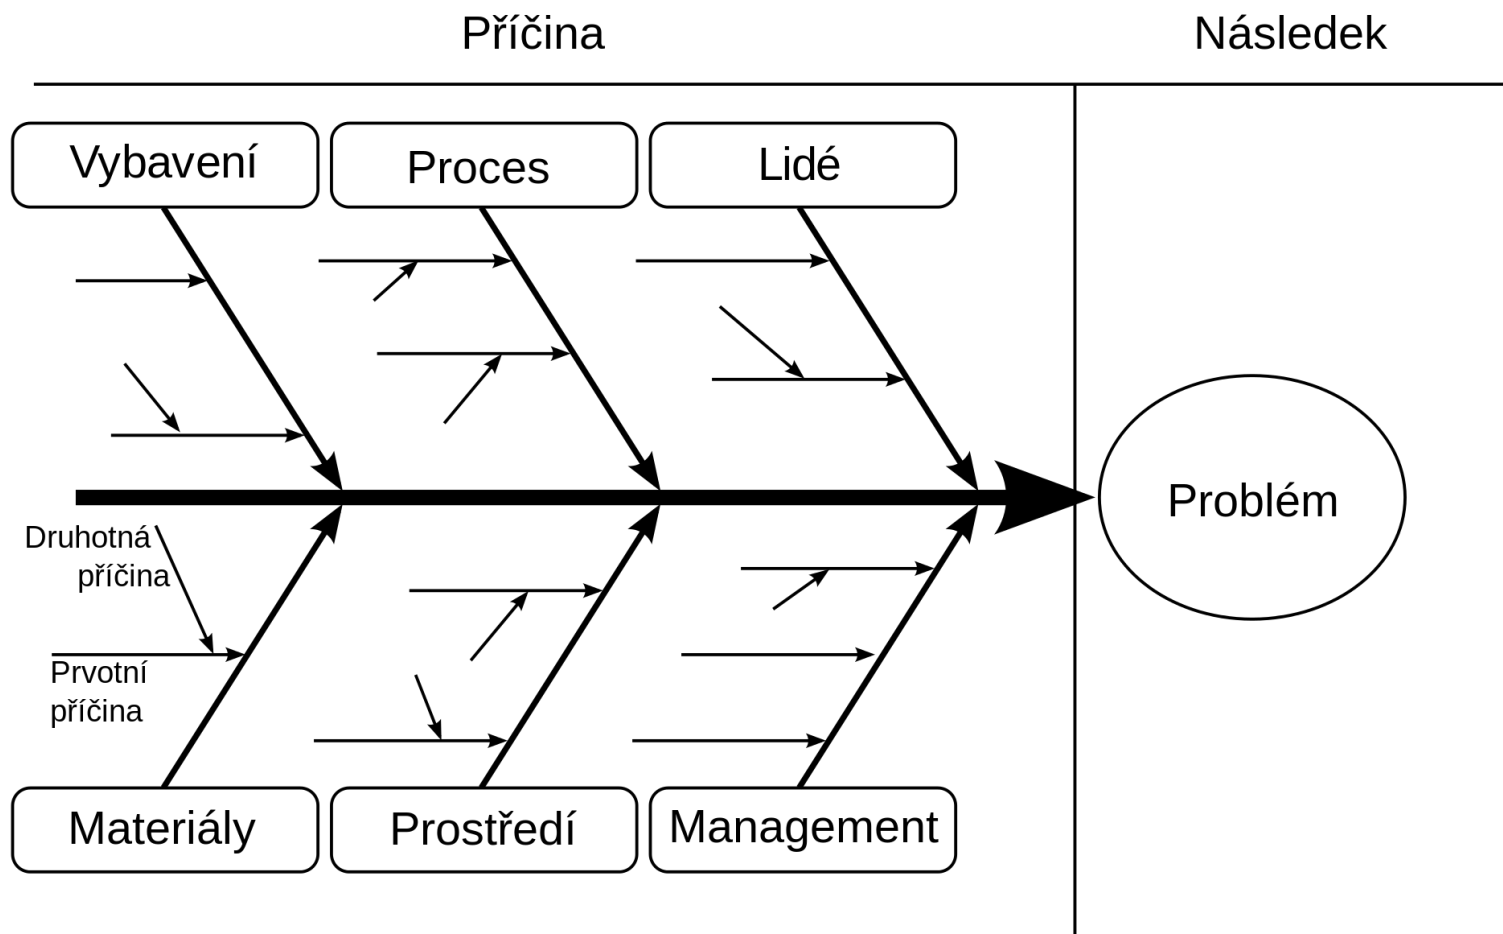 Příčina
Následek
Vybavení
Proces
Lidé
Problém
Druhotná
příčina
Prvotní
příčina
Materiály
Prostředí
Management